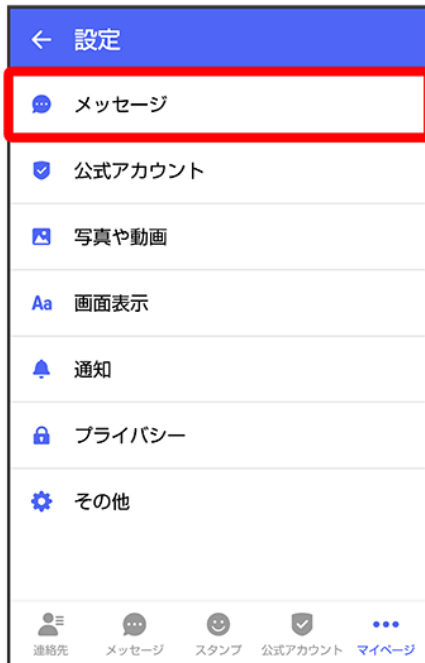 設定
メッセージ
公式アカウント
写真や動画
Aa 画面表示
通知
プライバシー
その他
連絡先 メッセージ スタンプ 公式アカウント マイページ